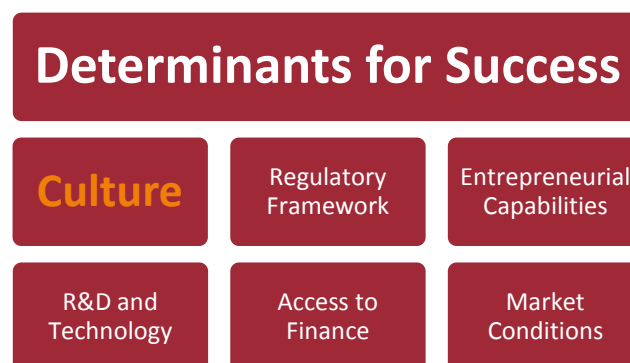 Determinants for Success
Culture
Regulatory
Framework
Entrepreneurial
Capabilities
R&D and
Technology
Access to
Finance
Market
Conditions